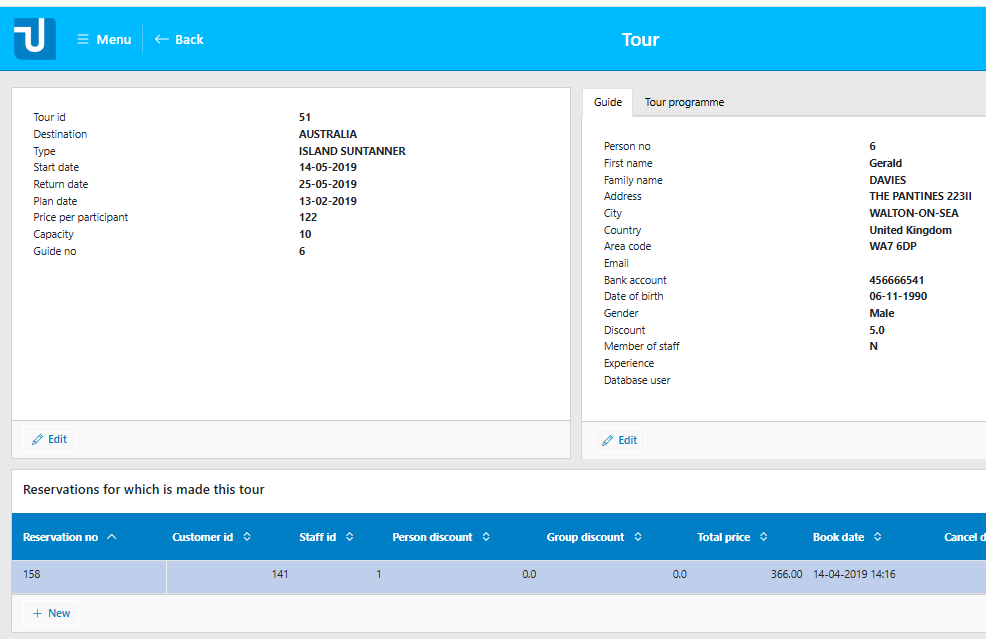 Menu Back Tour
Tour id 51
Destination AUSTRALIA
Type ISLAND SUNTANNER
Start date 14-05-2019
Return date 25-05-2019
Plan date 13-02-2019
Price per participant 122
Capacity 10
Guide no 6
Edit
Guide Tour programme
Person no 6
First name Gerald
Family name DAVIES
Address THE PANTINES 223II
City WALTON-ON-SEA
Country United Kingdom
Area code WA7 6DP
Email
Bank account 456666541
Date of birth 06-11-1990
Gender Male
Discount 5.0
Member of staff N
Experience
Database user
Edit
Reservations for which is made this tour
Reservation no Customer id Staff id Person discount Group discount Total price Book date Cancel d
158 141 1 0.0 0.0 366.00 14-04-2019 14:16
+ New